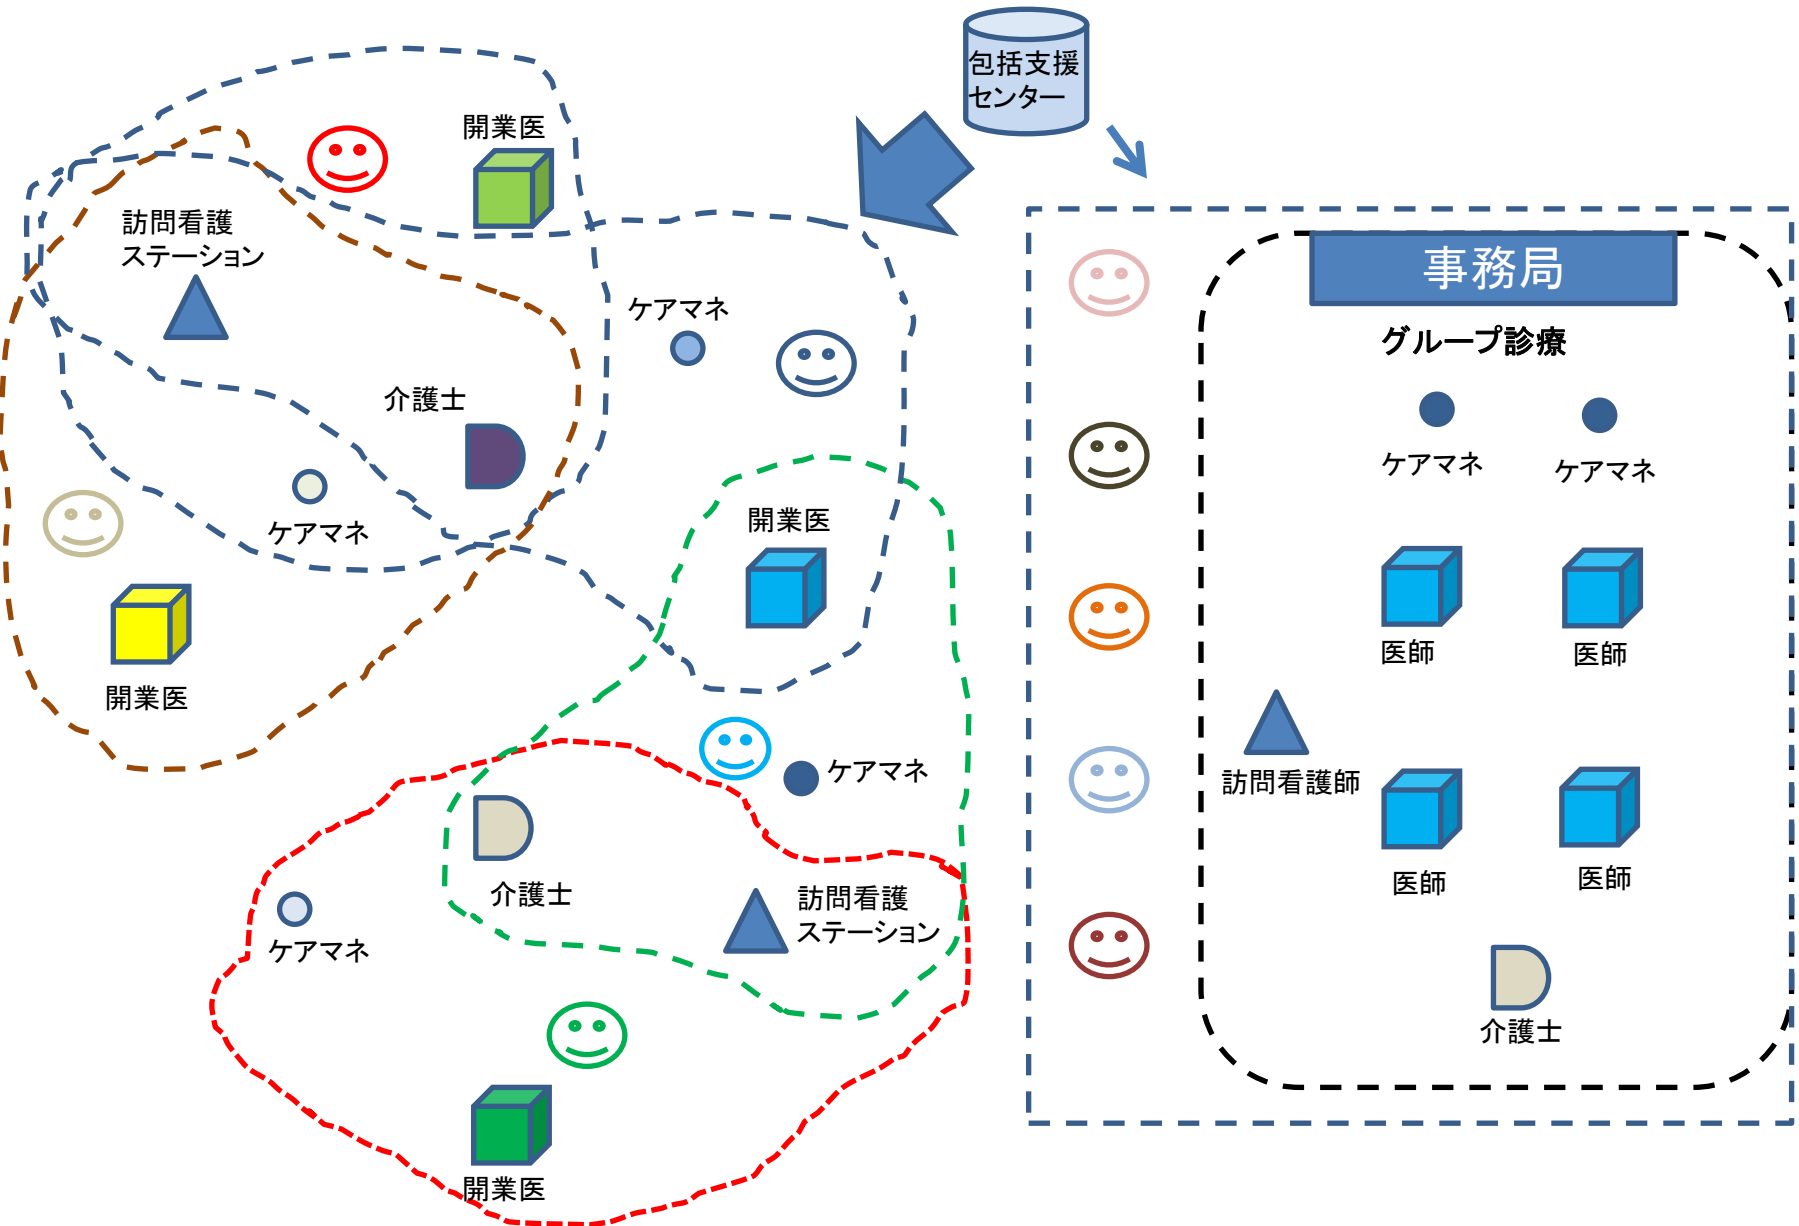 包括支援
センター
開業医
訪問看護
ステーション
ケアマネ
介護士
ケアマネ
開業医
開業医
ケアマネ
介護士
訪問看護
ステーション
ケアマネ
開業医
事務局
グループ診療
ケアマネ
ケアマネ
医師
医師
訪問看護師
医師
医師
介護士